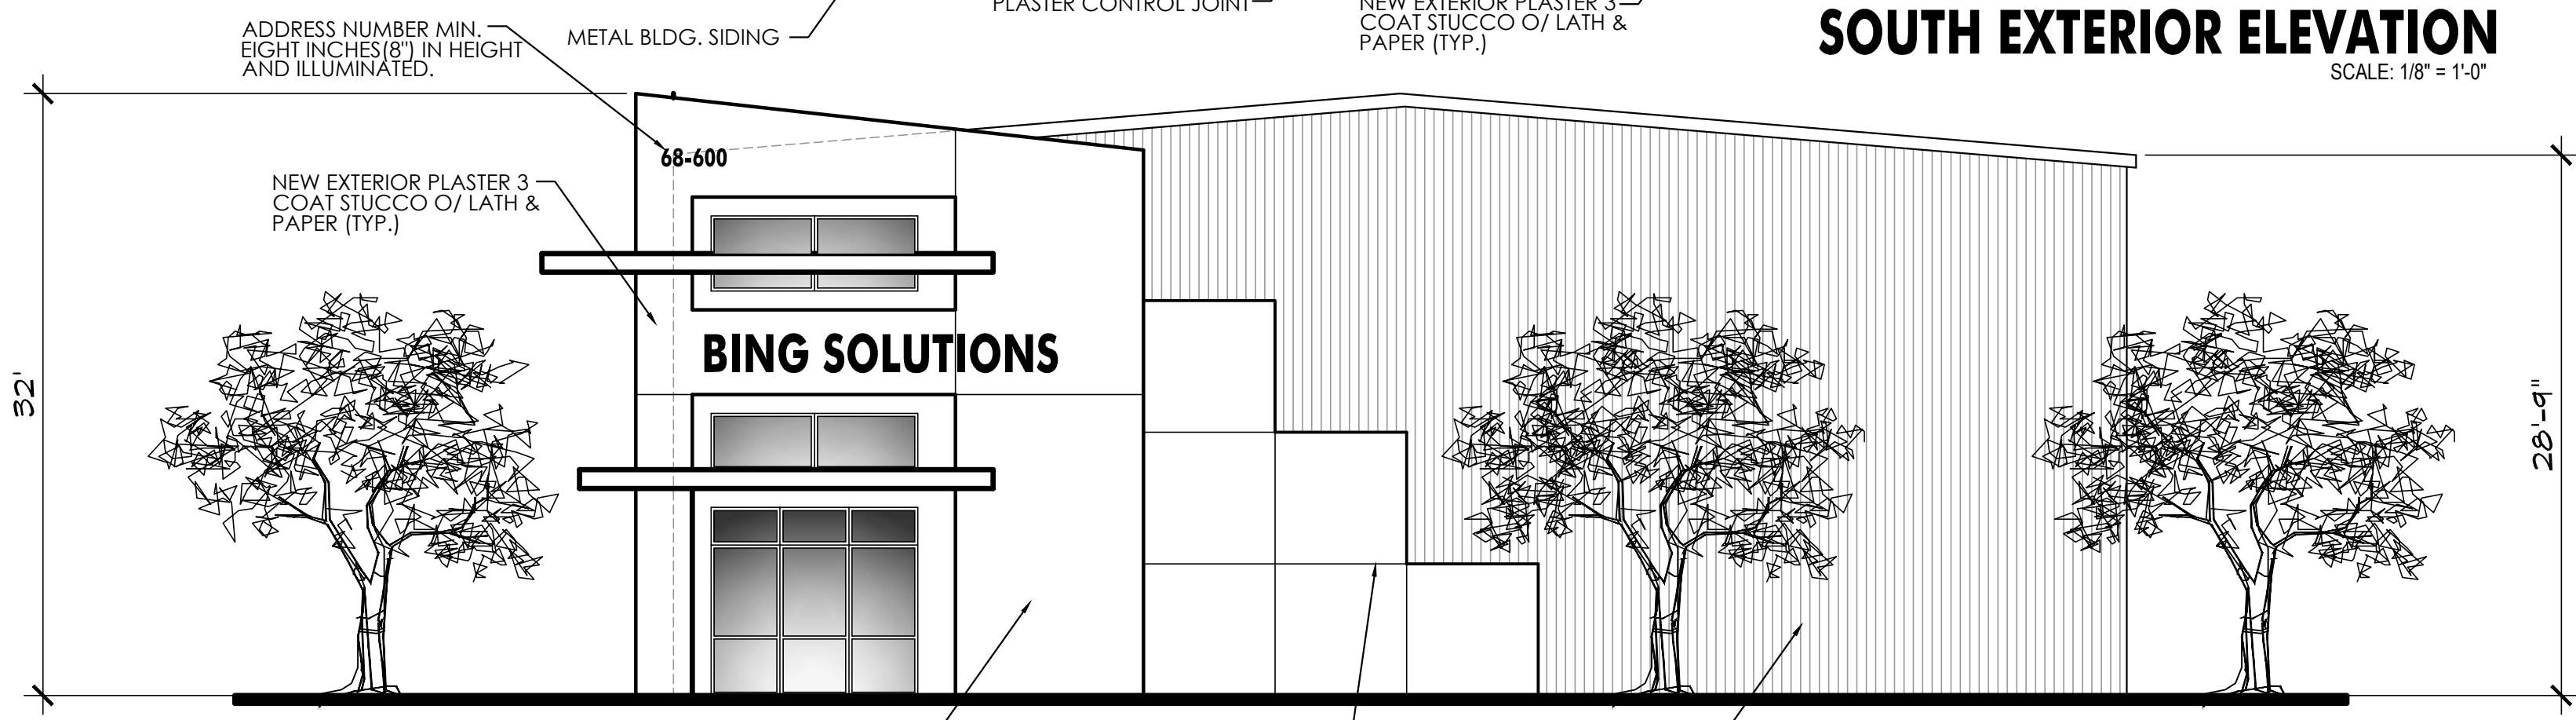 PLASTER CONTROL JOINT
NEW EXTERIOR PLASTER 3
COAT STUCCO O/ LATH &
PAPER (TYP.)
SOUTH EXTERIOR ELEVATION
SCALE: 1/8" = 1'-0"
ADDRESS NUMBER MIN.
EIGHT INCHES(8") IN HEIGHT
AND ILLUMINATED.
METAL BLDG. SIDING
68-600
NEW EXTERIOR PLASTER 3
COAT STUCCO O/ LATH &
PAPER (TYP.)
BING SOLUTIONS
32'
28'-9"